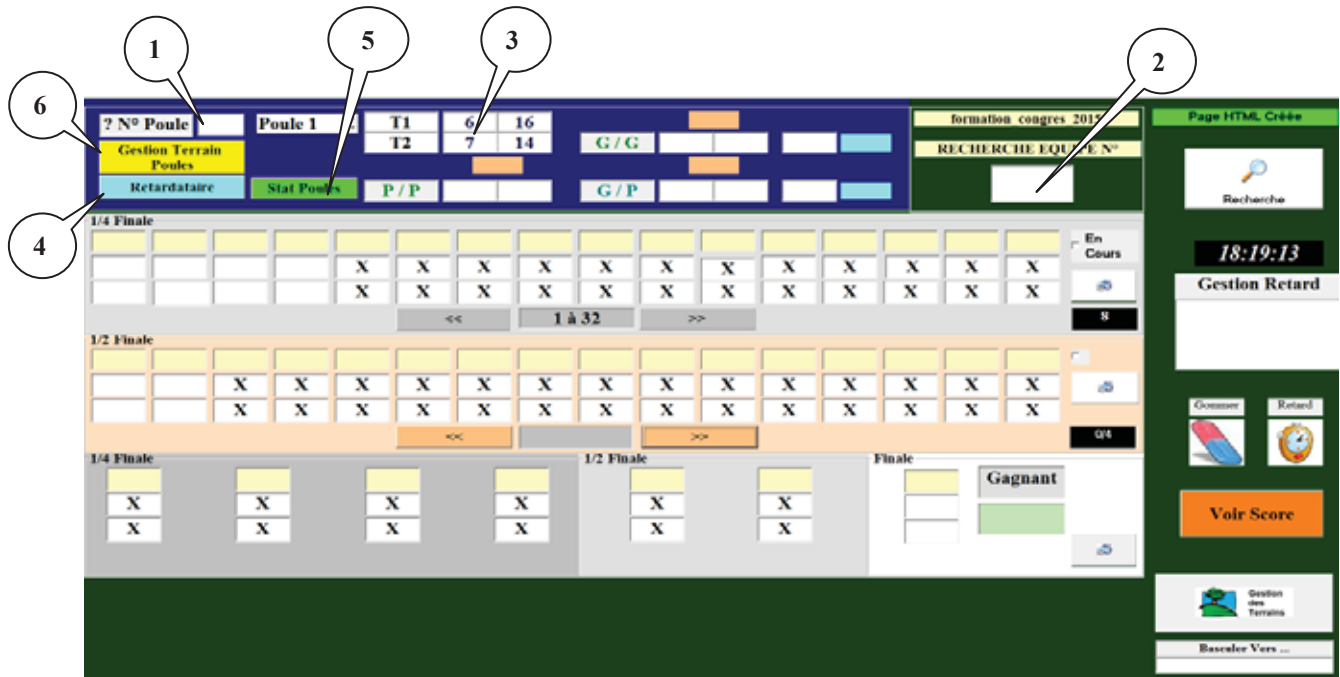 1
5
3
2
6
4
? N° Poule Poule 1 T1 6 16
T2 7 14 G / G
Gestion Terrain
Poules
Retardataire Stat Poules P / P G / P
formation congres 2015
RECHERCHE EQUIPE N°
Page HTML Créée
Recherche
18:19:13
Gestion Retard
1/4 Finale
En
Cours
X X X X X X X X X X X X
X X X X X X X X X X X X
<< 1 à 32 >> 8
1/2 Finale
X X X X X X X X X X X X X X
X X X X X X X X X X X X X X
<< >> 0/4
Gommer Retard
1/4 Finale 1/2 Finale Finale
Gagnant
X X X X X X
X X X X X X
Voir Score
Gestion
des
Terrains
Basculer Vers ...